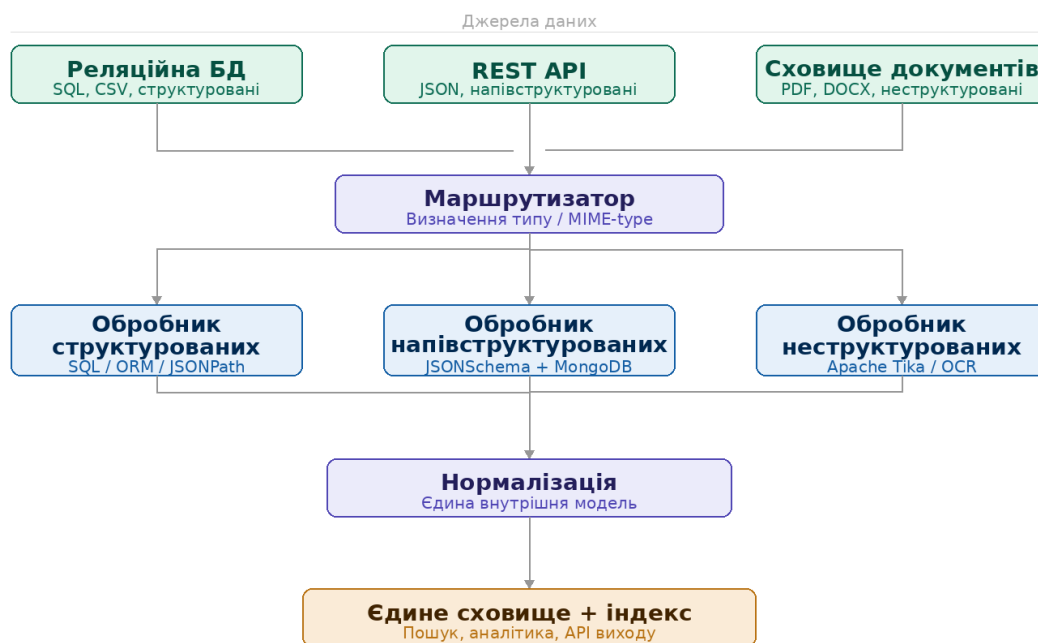 Джерела даних
Реляційна БД
SQL, CSV, структуровані
REST API
JSON, напівструктуровані
Сховище документів
PDF, DOCX, неструктуровані
Маршрутизатор
Визначення типу / MIME-type
Обробник
структурованих
SQL / ORM / JSONPath
Обробник
напівструктурованих
JSONSchema + MongoDB
Обробник
неструктурованих
Apache Tika / OCR
Нормалізація
Єдина внутрішня модель
Єдине сховище + індекс
Пошук, аналітика, API виходу